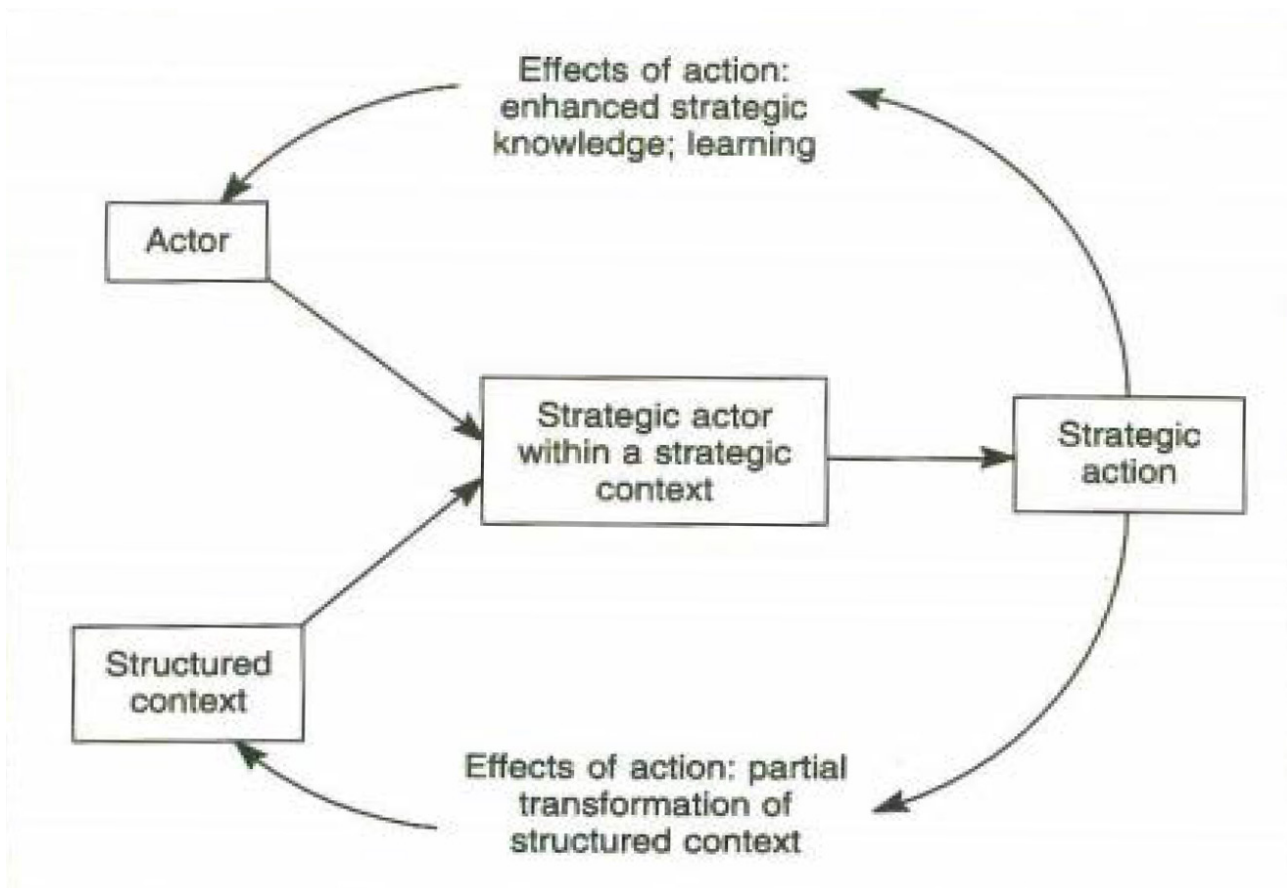 Effects of action:
enhanced strategic
knowledge; learning
Actor
Strategic actor
within a strategic
context
Strategic
action
Structured
context
Effects of action: partial
transformation of
structured context